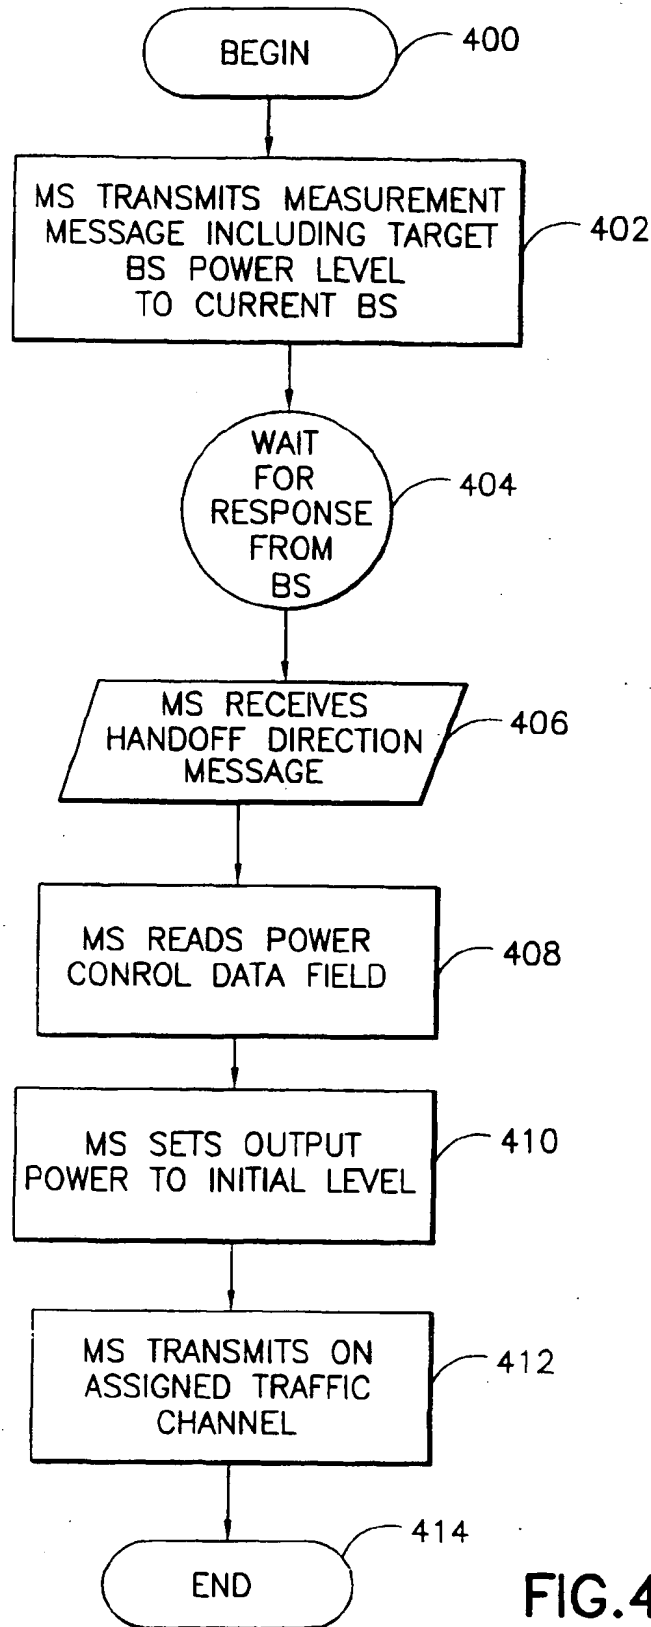 BEGIN
400
MS TRANSMITS MEASUREMENT
MESSAGE INCLUDING TARGET
BS POWER LEVEL
TO CURRENT BS
402
WAIT
FOR
RESPONSE
FROM
BS
404
MS RECEIVES
HANDOFF DIRECTION
MESSAGE
406
MS READS POWER
CONROL DATA FIELD
408
MS SETS OUTPUT
POWER TO INITIAL LEVEL
410
MS TRANSMITS ON
ASSIGNED TRAFFIC
CHANNEL
412
END
414
FIG.4